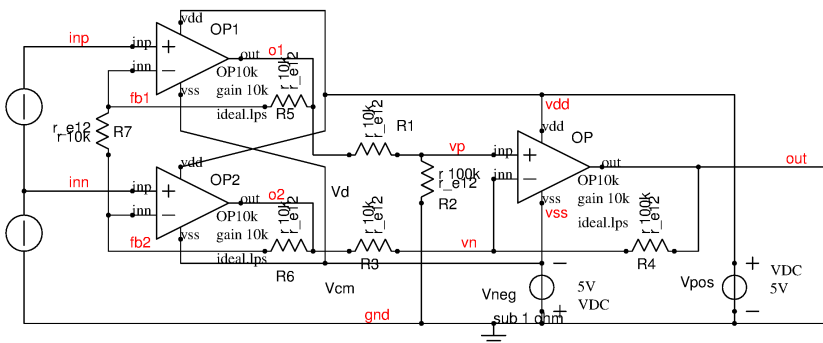 vdd
OP1
inp
inp
+
out
o1
r_e12
r 10k
inn
−
OP10k
gain 10k
vss
ideal.lps
fb1
R5
vdd
r_e12
r 10k
R7
r_e12
r 10k
R1
vdd
OP
vp
inp
+
out
out
vdd
OP2
inn
inp
+
out
o2
r_e12
r 10k
Vd
r 100k
r_e12
R2
inn
−
OP10k
gain 10k
vss
vss
ideal.lps
inn
−
OP10k
gain 10k
vss
ideal.lps
fb2
R6
r_e12
r 10k
R3
vn
r_e12
r 100k
R4
Vcm
Vneg
−
+
5V
VDC
Vpos
+
−
VDC
5V
gnd
sub 1 ohm